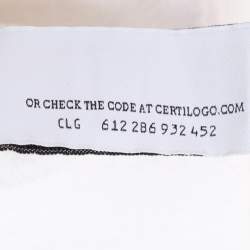 OR CHECK THE CODE AT CERTILOGO.COM
CLG 612 286 932 452